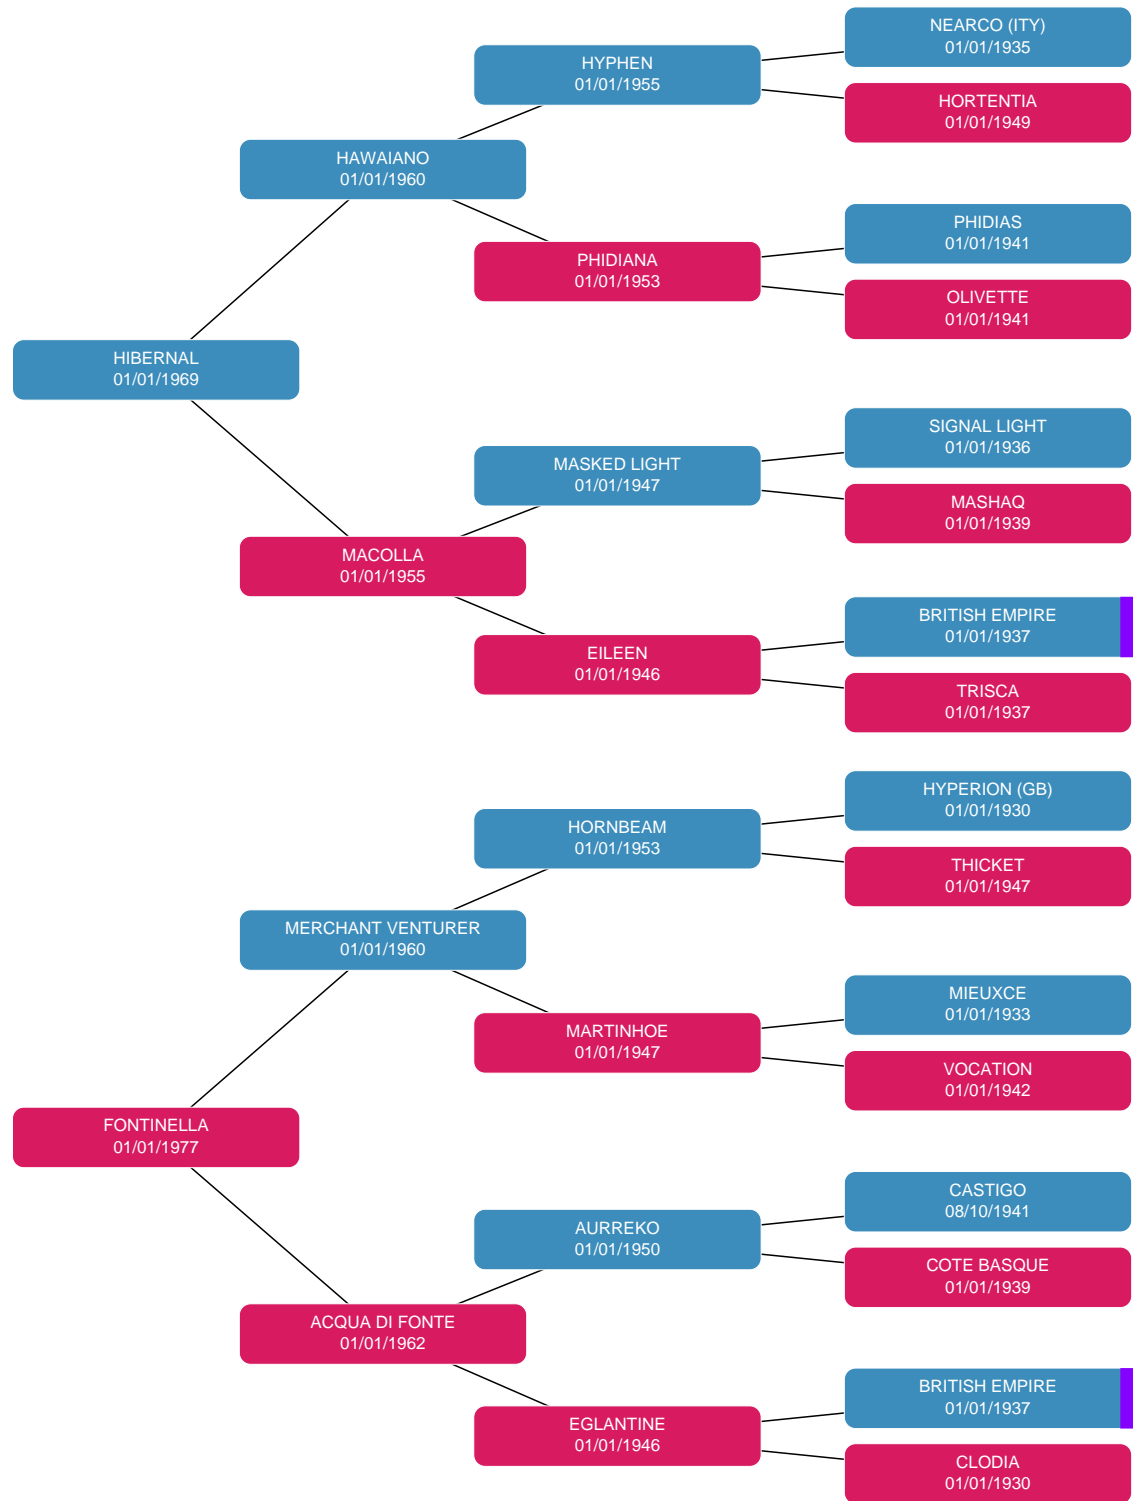 NEARCO (ITY)
01/01/1935
HYPHEN
01/01/1955
HORTENTIA
01/01/1949
HAWAIANO
01/01/1960
PHIDIAS
01/01/1941
PHIDIANA
01/01/1953
OLIVETTE
01/01/1941
HIBERNAL
01/01/1969
SIGNAL LIGHT
01/01/1936
MASKED LIGHT
01/01/1947
MASHAQ
01/01/1939
MACOLLA
01/01/1955
BRITISH EMPIRE
01/01/1937
EILEEN
01/01/1946
TRISCA
01/01/1937
HYPERION (GB)
01/01/1930
HORNBEAM
01/01/1953
THICKET
01/01/1947
MERCHANT VENTURER
01/01/1960
MIEUXCE
01/01/1933
MARTINHOE
01/01/1947
VOCATION
01/01/1942
FONTINELLA
01/01/1977
CASTIGO
08/10/1941
AURREKO
01/01/1950
COTE BASQUE
01/01/1939
ACQUA DI FONTE
01/01/1962
BRITISH EMPIRE
01/01/1937
EGLANTINE
01/01/1946
CLODIA
01/01/1930